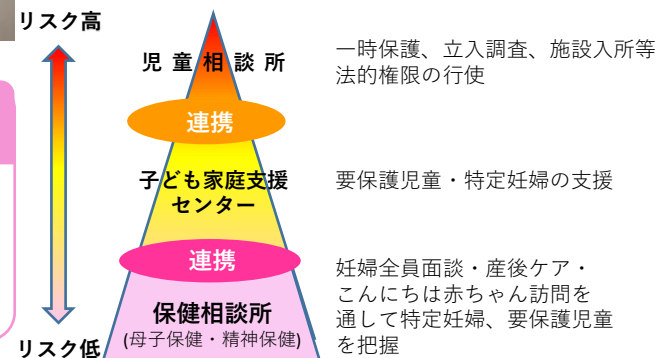 リスク高
児童相談所
一時保護、立入調査、施設入所等
法的権限の行使
連携
子ども家庭支援
センター
要保護児童・特定妊婦の支援
連携
保健相談所
(母子保健・精神保健)
妊婦全員面談・産後ケア・
こんにちは赤ちゃん訪問を
通して特定妊婦、要保護児童
を把握
リスク低